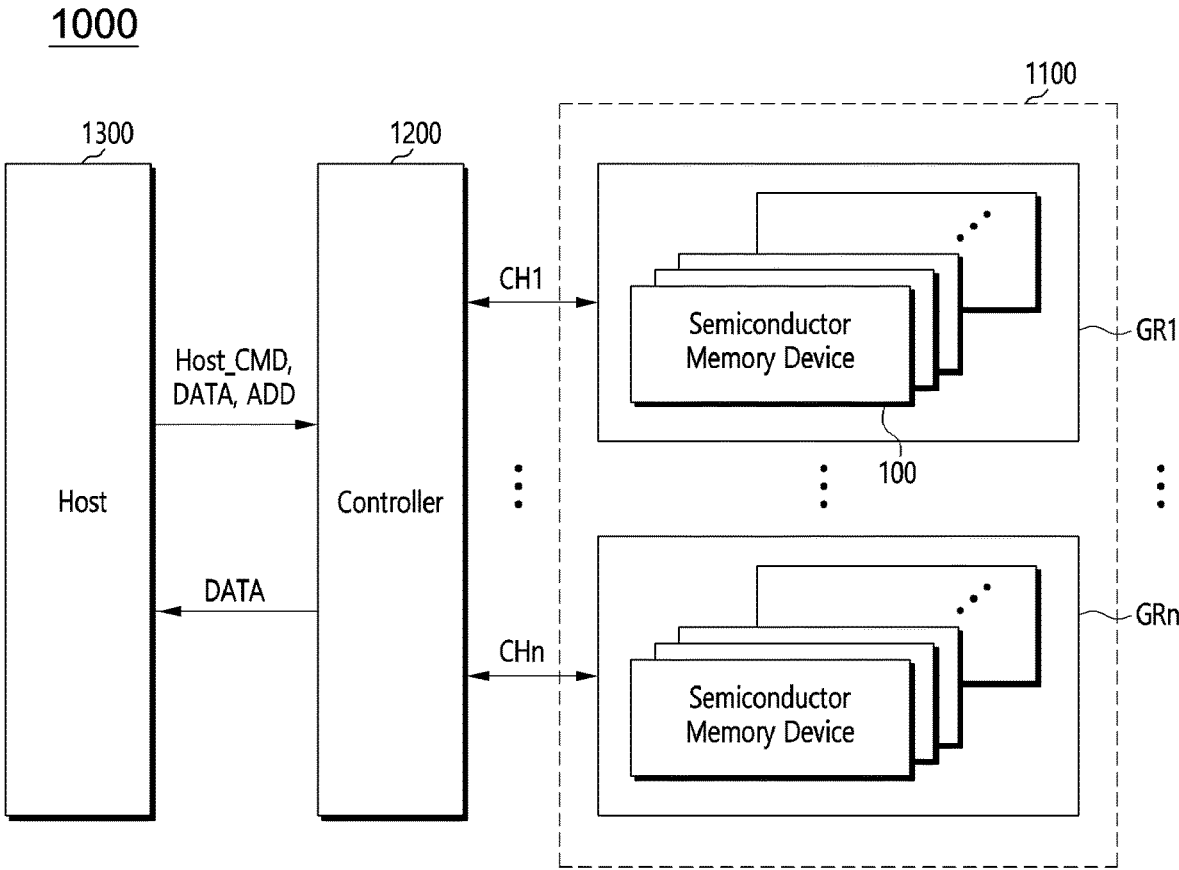 1000
1100
1300
1200
CH1
Semiconductor
Memory Device
GR1
Host_CMD,
DATA, ADD
100
Host
Controller
DATA
CHn
GRn
Semiconductor
Memory Device